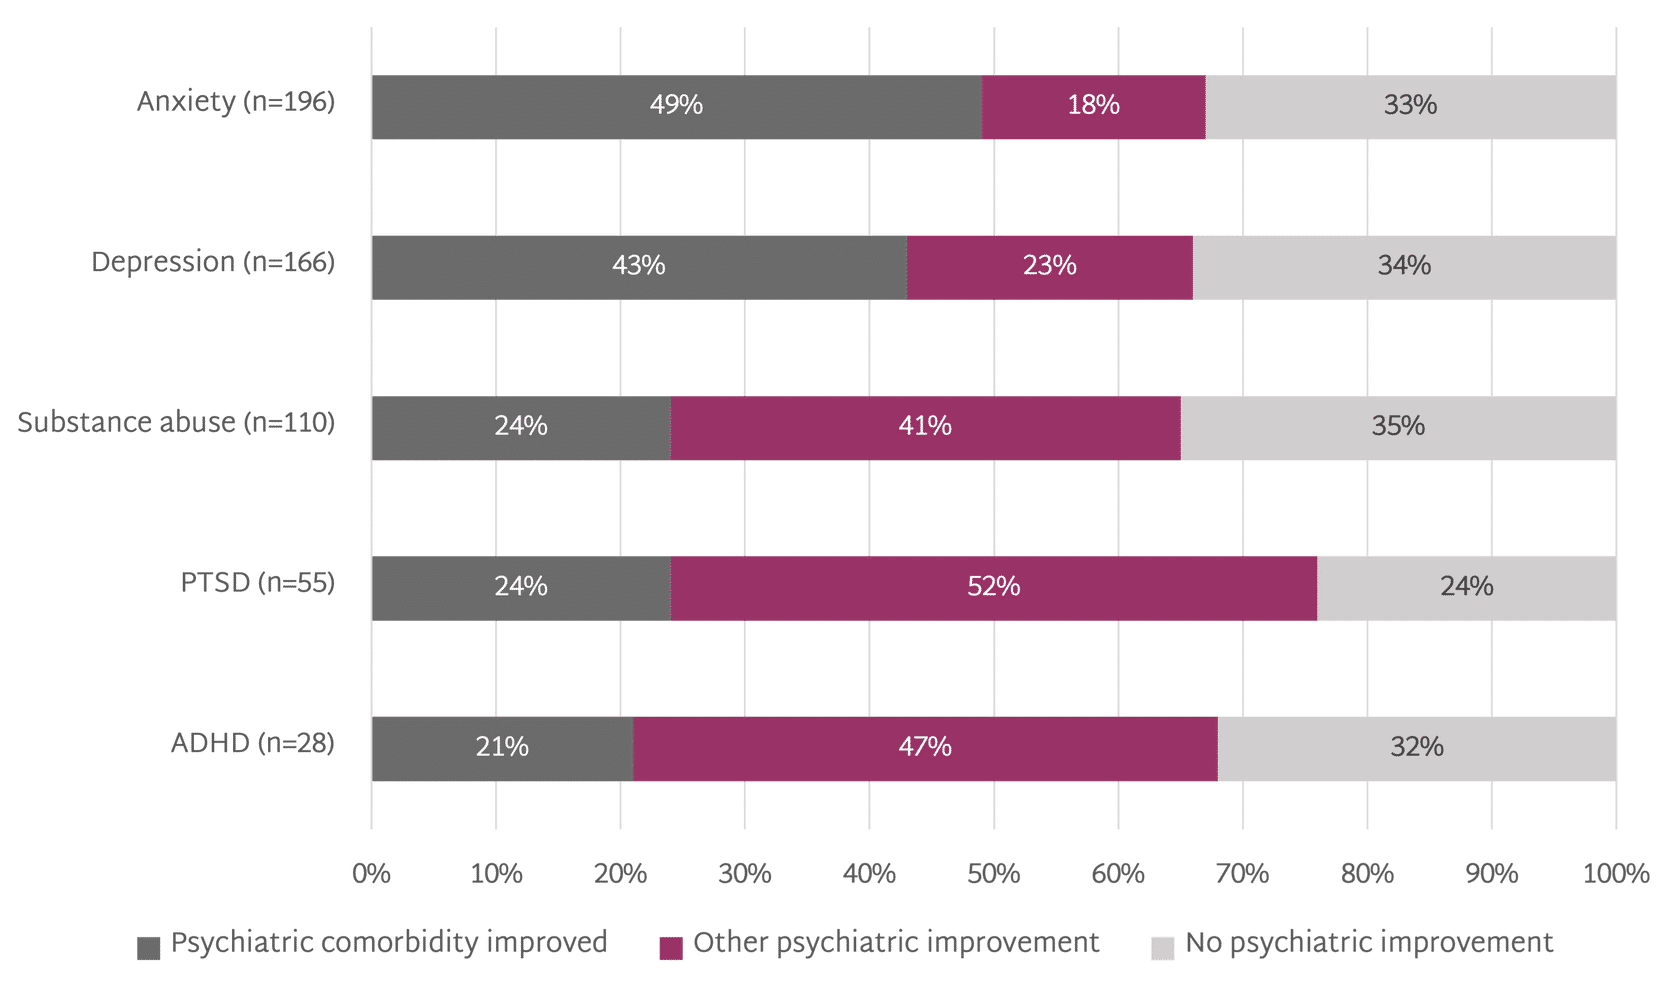 Anxiety (n=196)
49%
18%
33%
Depression (n=166)
43%
23%
34%
Substance abuse (n=110)
24%
41%
35%
PTSD (n=55)
24%
52%
24%
ADHD (n=28)
21%
47%
32%
0% 10% 20% 30% 40% 50% 60% 70% 80% 90% 100%
Psychiatric comorbidity improved Other psychiatric improvement No psychiatric improvement